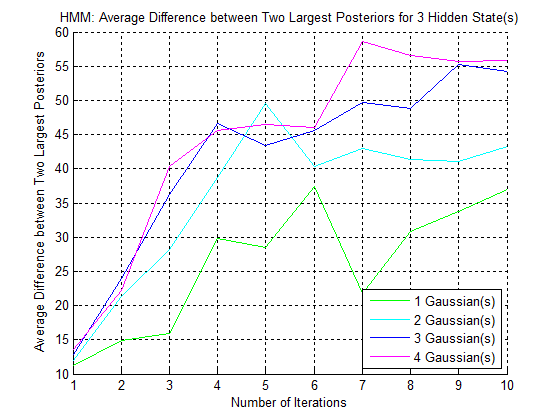 HMM: Average Difference between Two Largest Posteriors for 3 Hidden State(s)
Average Difference between Two Largest Posteriors
60
55
50
45
40
35
30
25
20
15
10
1 Gaussian(s)
2 Gaussian(s)
3 Gaussian(s)
4 Gaussian(s)
1 2 3 4 5 6 7 8 9 10
Number of Iterations